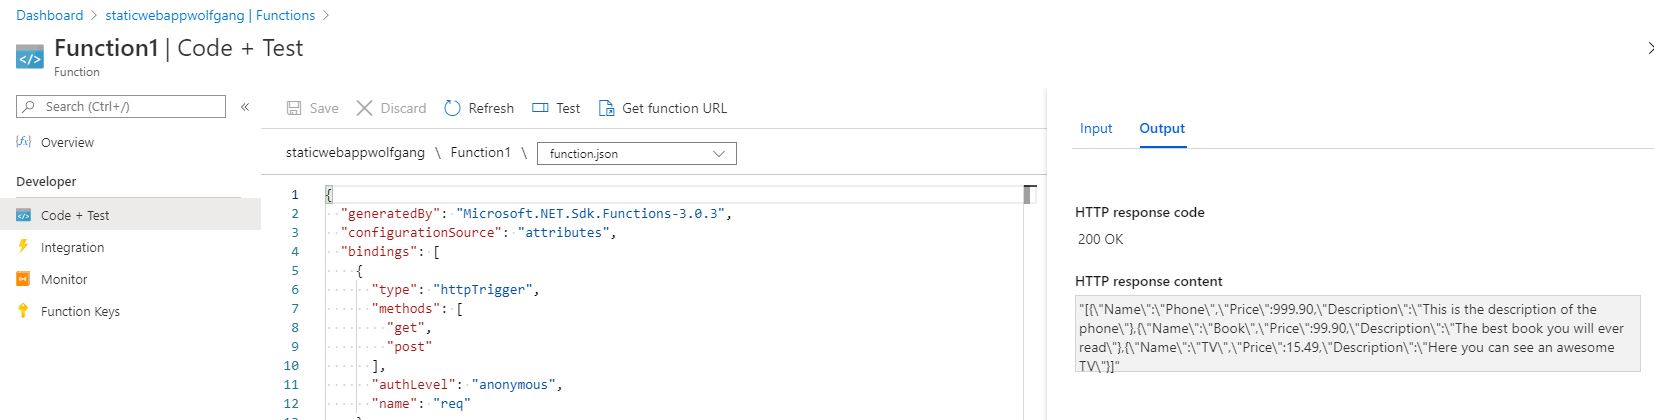 Dashboard > staticwebappwolfgang | Functions >
Function1 | Code + Test
Function
Search (Ctrl+/)
«
Overview
Developer
Code + Test
Integration
Monitor
Function Keys
Save Discard Refresh Test Get function URL
staticwebappwolfgang \ Function1 \ function.json
1 {
2 "generatedBy": "Microsoft.NET.Sdk.Functions-3.0.3",
3 "configurationSource": "attributes",
4 "bindings": [
5 {
6 "type": "httpTrigger",
7 "methods": [
8 "get",
9 "post"
10 ],
11 "authLevel": "anonymous",
12 "name": "req"
Input Output
HTTP response code
200 OK
HTTP response content
"[{\"Name\":\"Phone\",\"Price\":999.90,\"Description\":\"This is the description of the
phone\"},{\"Name\":\"Book\",\"Price\":99.90,\"Description\":\"The best book you will ever
read\"},{\"Name\":\"TV\",\"Price\":15.49,\"Description\":\"Here you can see an awesome
TV\"}]"